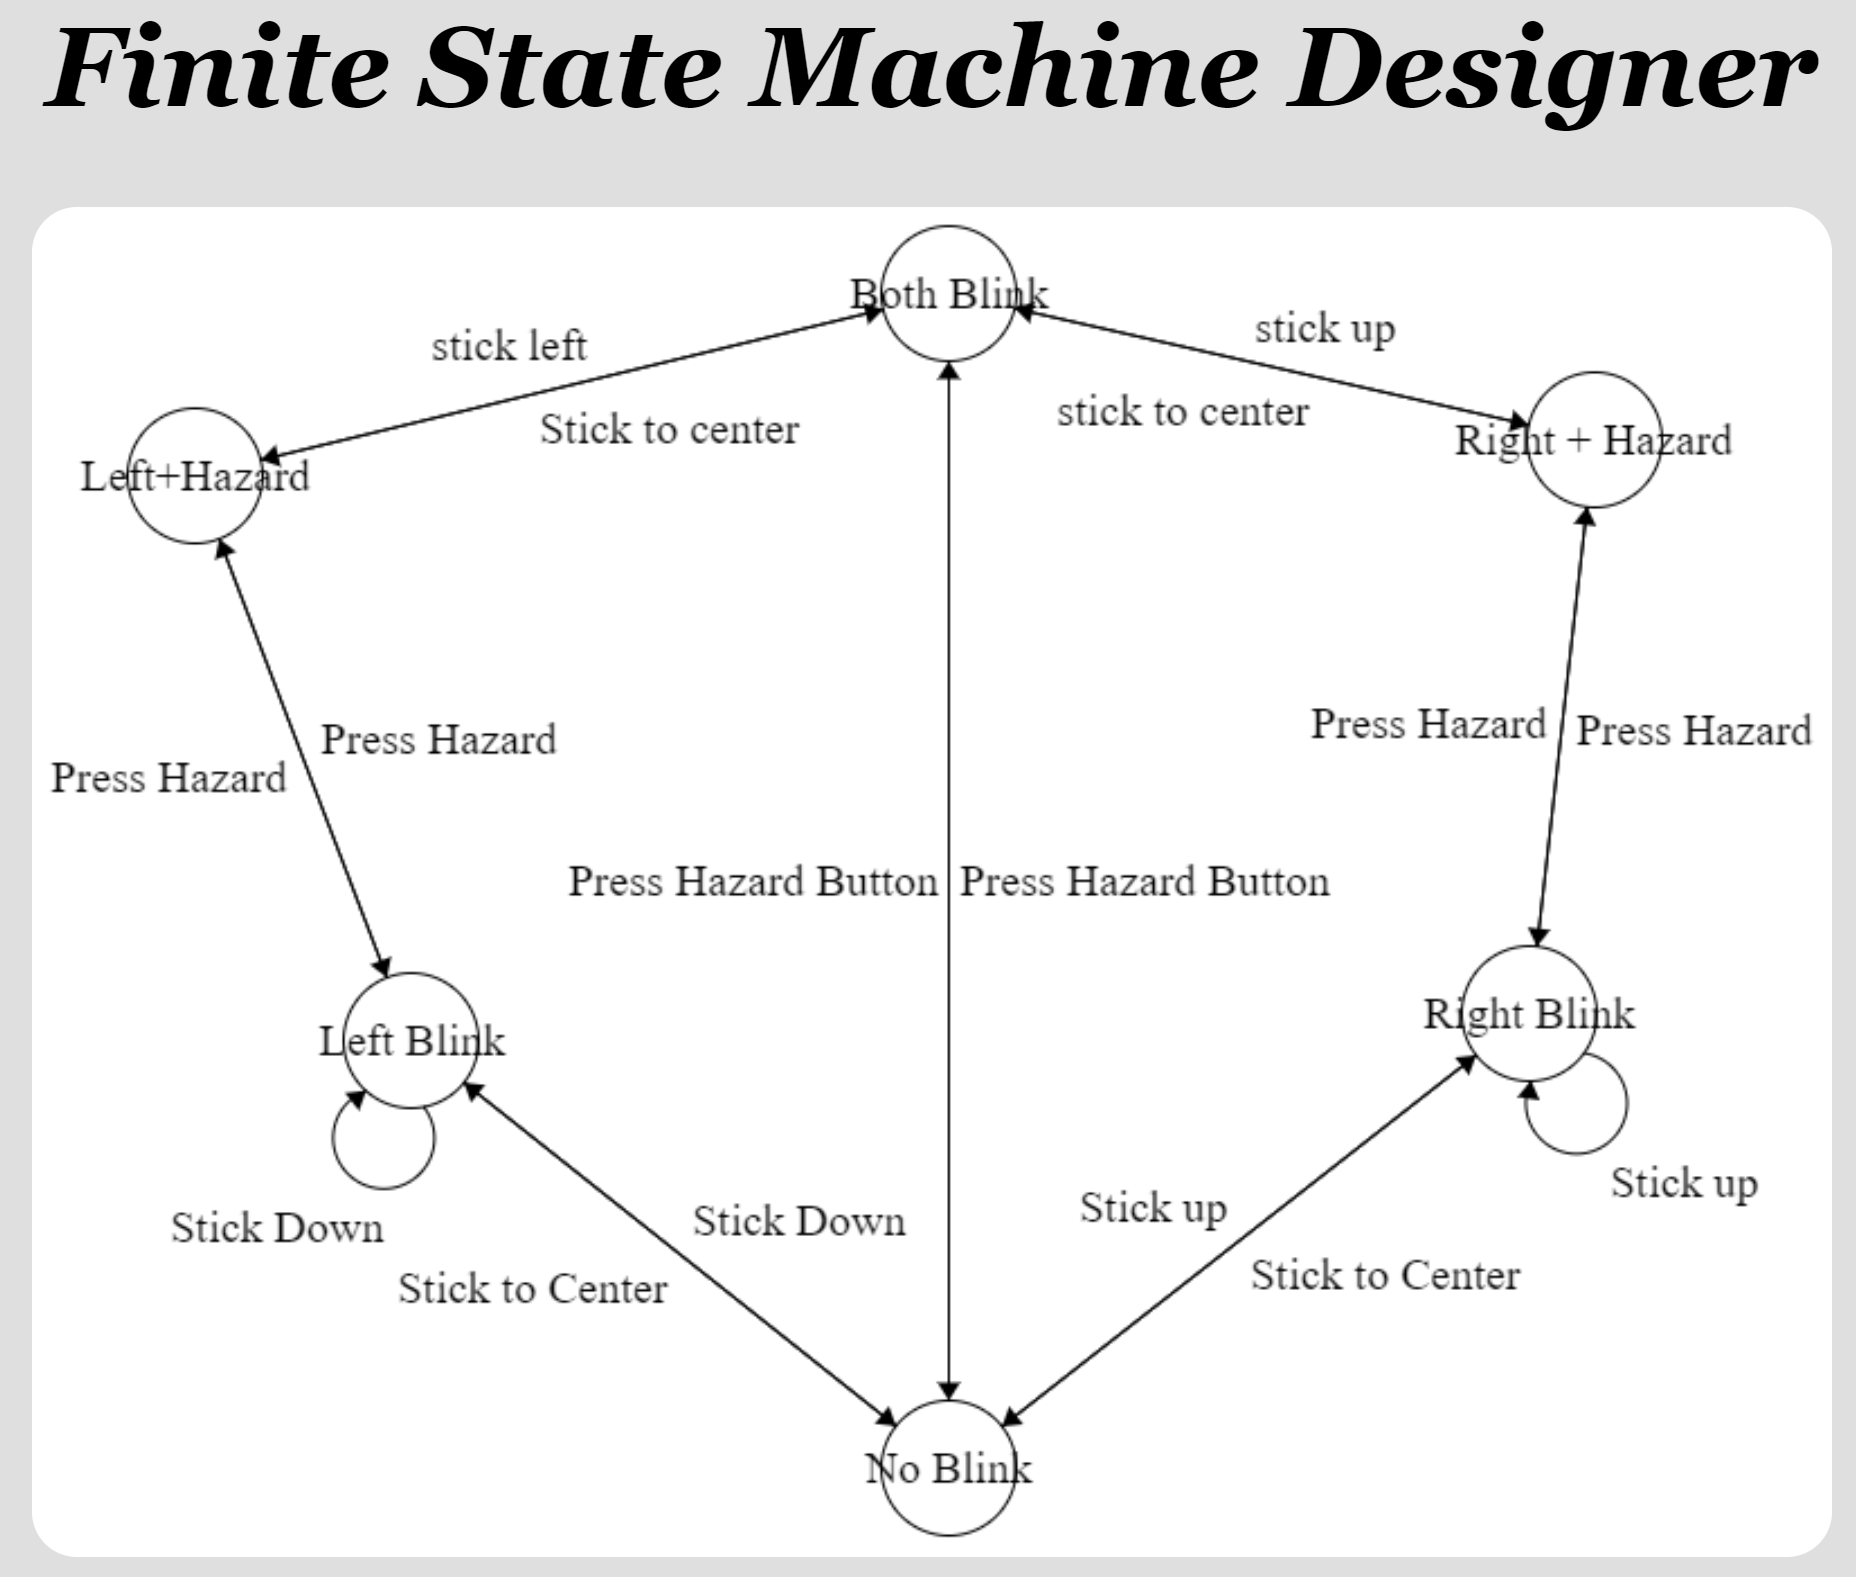 Finite State Machine Designer
Both Blink
stick left
stick up
Stick to center
stick to center
Right + Hazard
Left+Hazard
Press Hazard
Press Hazard
Press Hazard
Press Hazard
Press Hazard Button
Press Hazard Button
Right Blink
Left Blink
Stick up
Stick Down
Stick up
Stick Down
Stick to Center
Stick to Center
No Blink